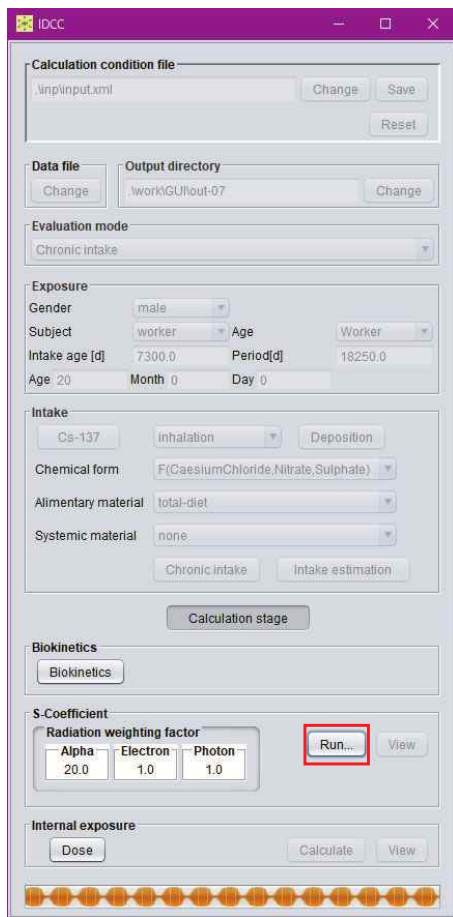 IDCC
Calculation condition file
.\inp\input.xml Change Save
Reset
Data file Output directory
Change .\work\GUI\out-07 Change
Evaluation mode
Chronic intake
Exposure
Gender male
Subject worker Age Worker
Intake age [d] 7300.0 Period[d] 18250.0
Age 20 Month 0 Day 0
Intake
Cs-137 inhalation Deposition
Chemical form F(CaesiumChloride,Nitrate,Sulphate)
Alimentary material total-diet
Systemic material none
Chronic intake Intake estimation
Calculation stage
Biokinetics
Biokinetics
S-Coefficient
Radiation weighting factor
Alpha Electron Photon Run... View
20.0 1.0 1.0
Internal exposure
Dose Calculate View